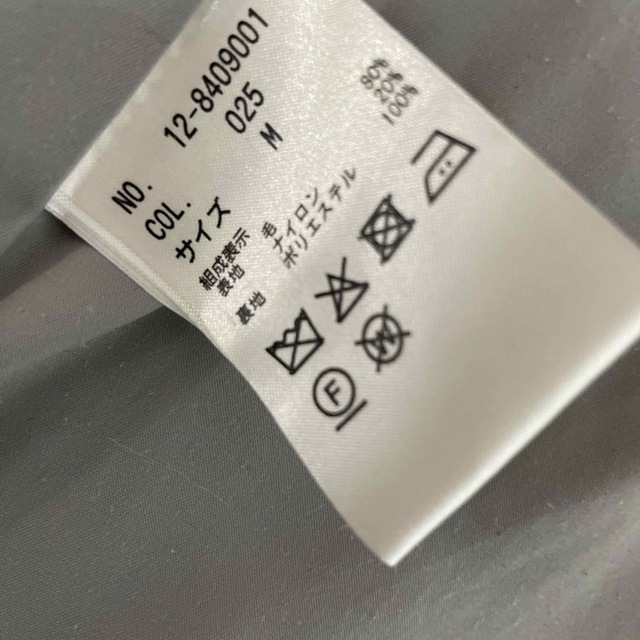 NO. 12-8409001
COL. 025
サイズ M
組成表示
表地 毛 80%
ナイロン 20%
裏地 ポリエステル 100%
F
W